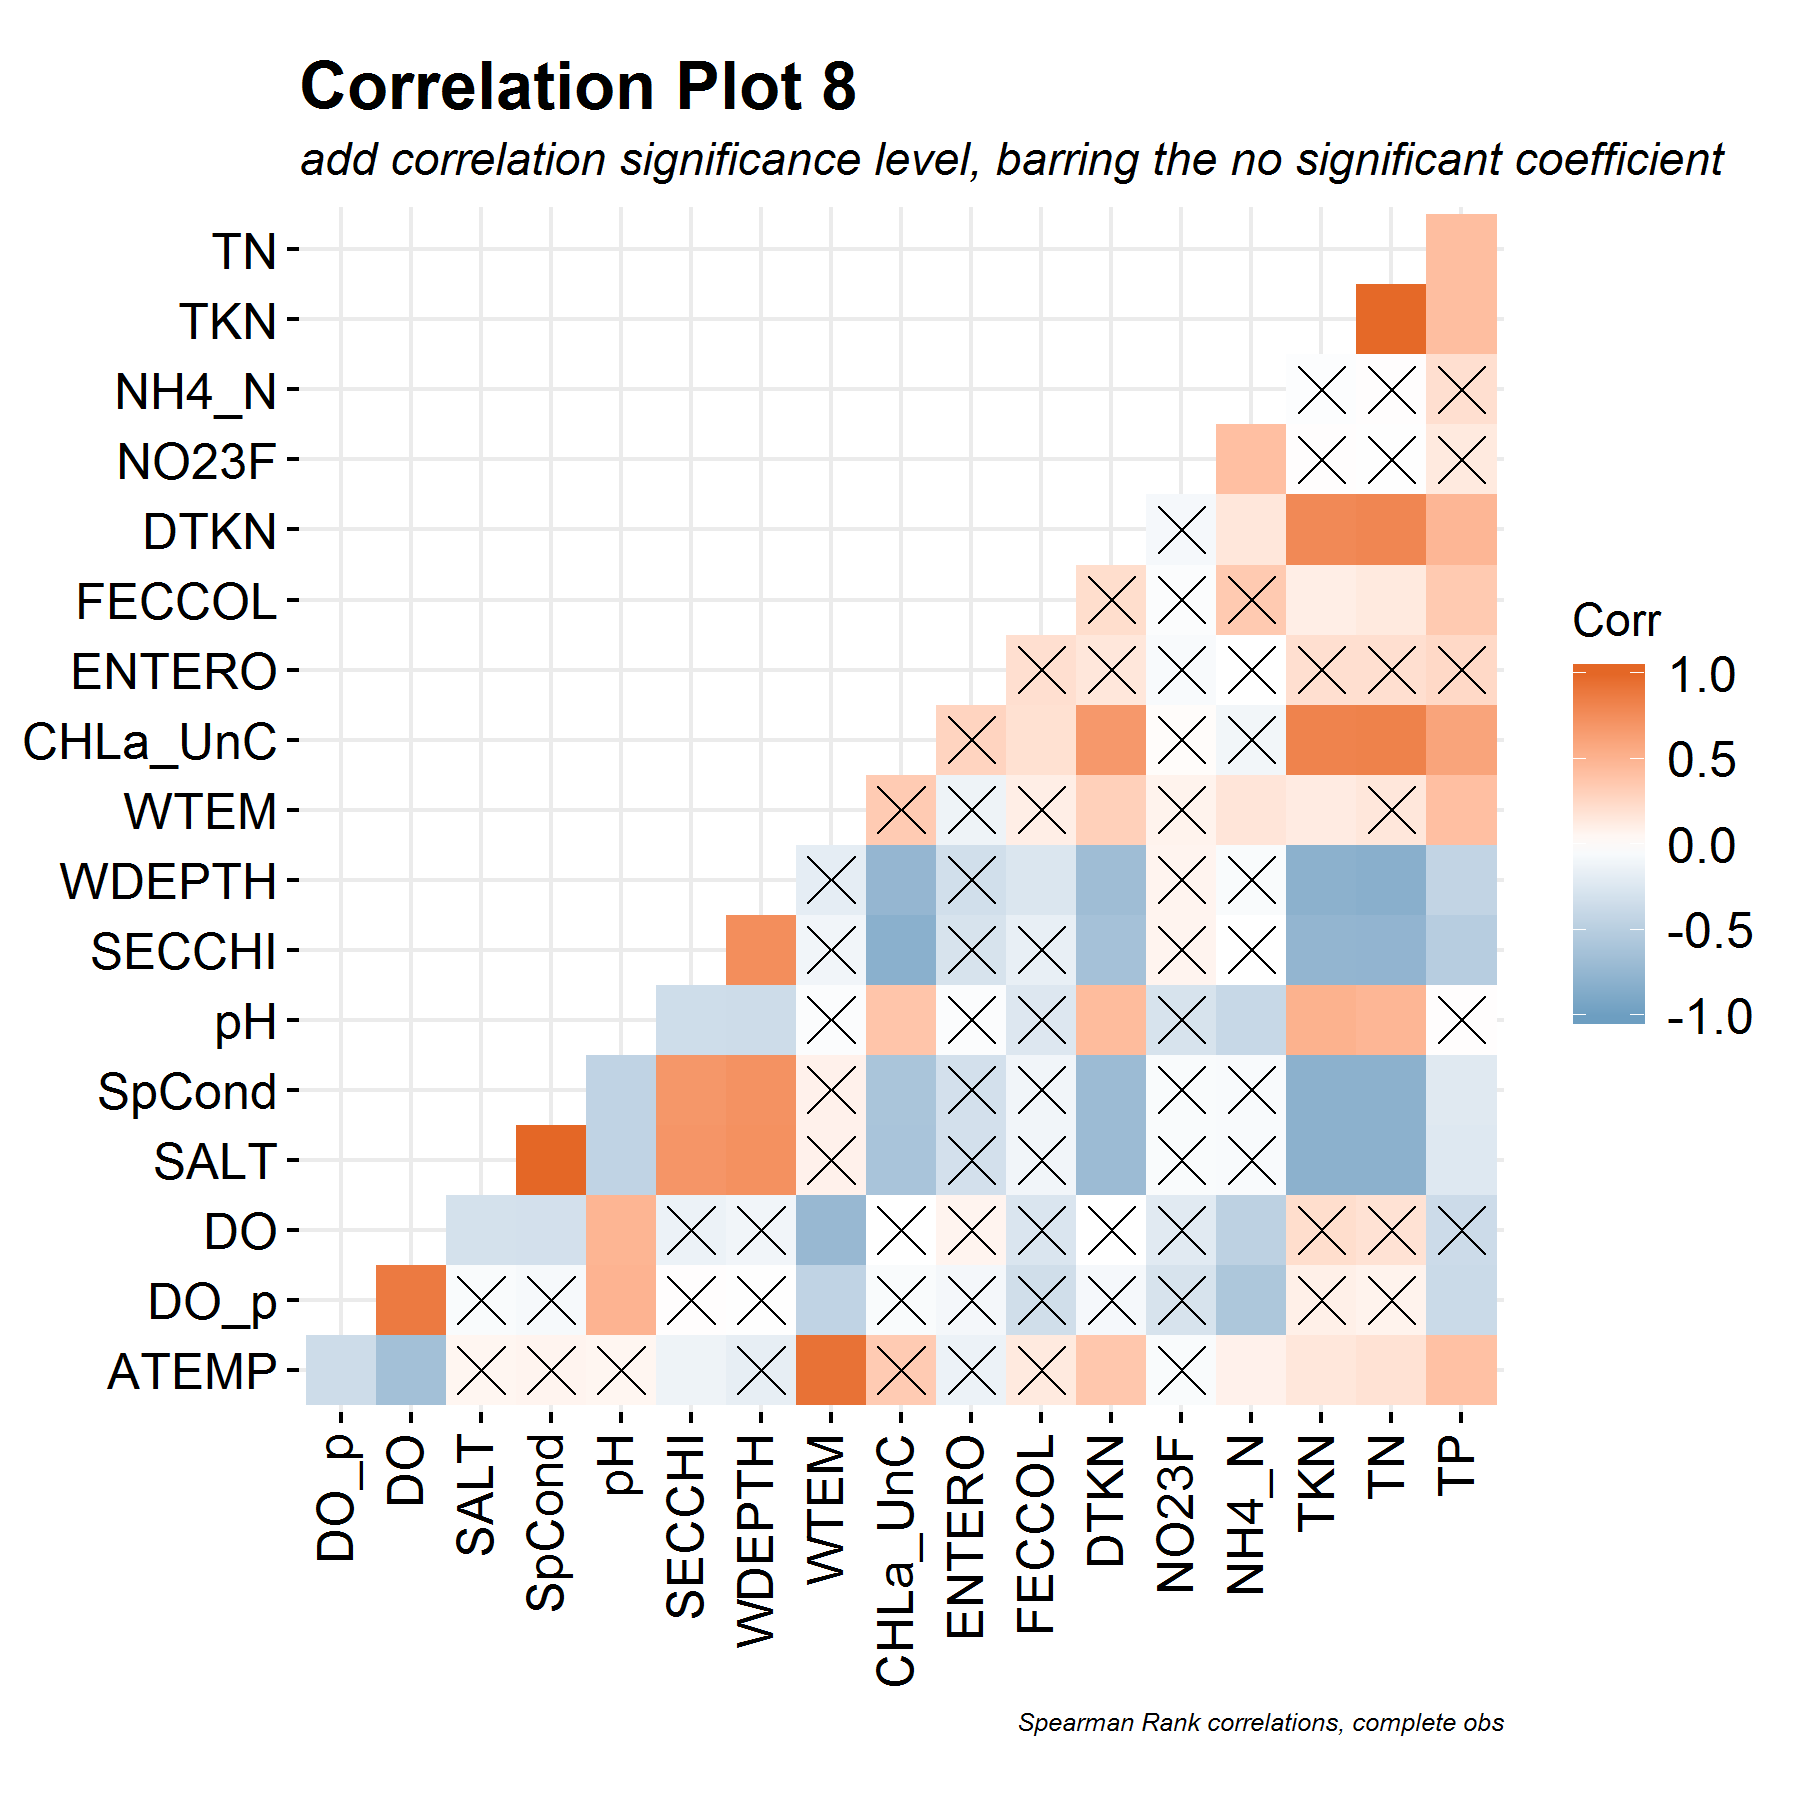 Correlation Plot 8
add correlation significance level, barring the no significant coefficient
TN
TKN
NH4_N
NO23F
DTKN
FECCOL
ENTERO
CHLa_UnC
WTEM
WDEPTH
SECCHI
pH
SpCond
SALT
DO
DO_p
ATEMP
DO_p
DO
SALT
SpCond
pH
SECCHI
WDEPTH
WTEM
CHLa_UnC
ENTERO
FECCOL
DTKN
NO23F
NH4_N
TKN
TN
TP
Corr
1.0
0.5
0.0
-0.5
-1.0
Spearman Rank correlations, complete obs